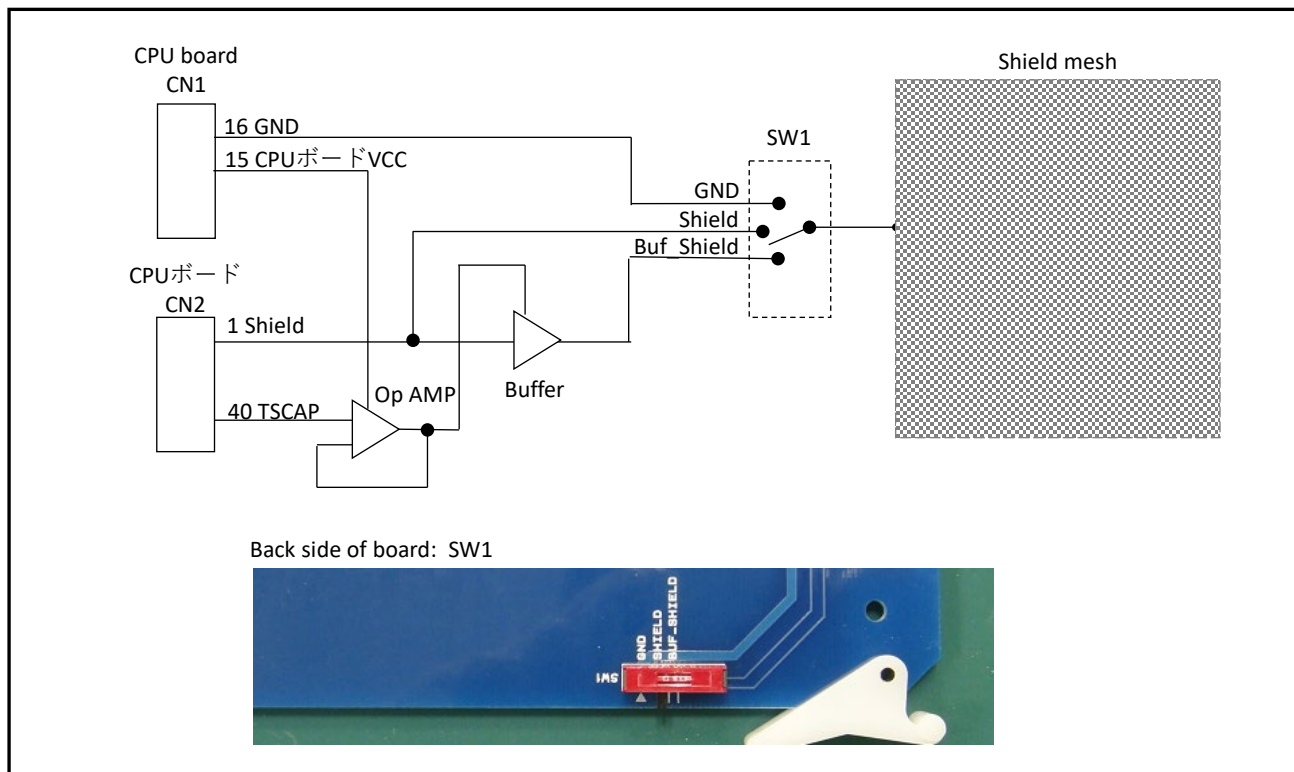 CPU board
CN1
16 GND
15 CPUボードVCC
Shield mesh
SW1
GND
Shield
Buf_Shield
CPUボード
CN2
1 Shield
40 TSCAP
Op AMP
Buffer
Back side of board: SW1
GND
SHIELD
BUF_SHIELD
SW1